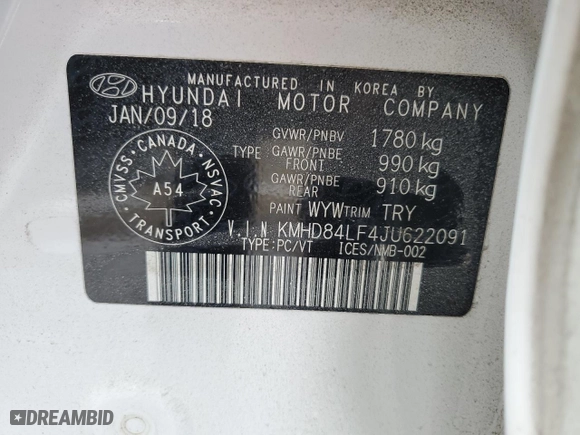 MANUFACTURED IN KOREA BY
HYUNDAI MOTOR COMPANY
JAN/09/18
GVWR/PNBV 1780 kg
TYPE GAWR/PNBE FRONT 990 kg
GAWR/PNBE REAR 910 kg
CMVSS · CANADA · NSVAC
A54
TRANSPORT
PAINT WYW TRIM TRY
V.I.N KMHD84LF4JU622091
TYPE:PC/VT ICES/NMB-002
DREAMBID